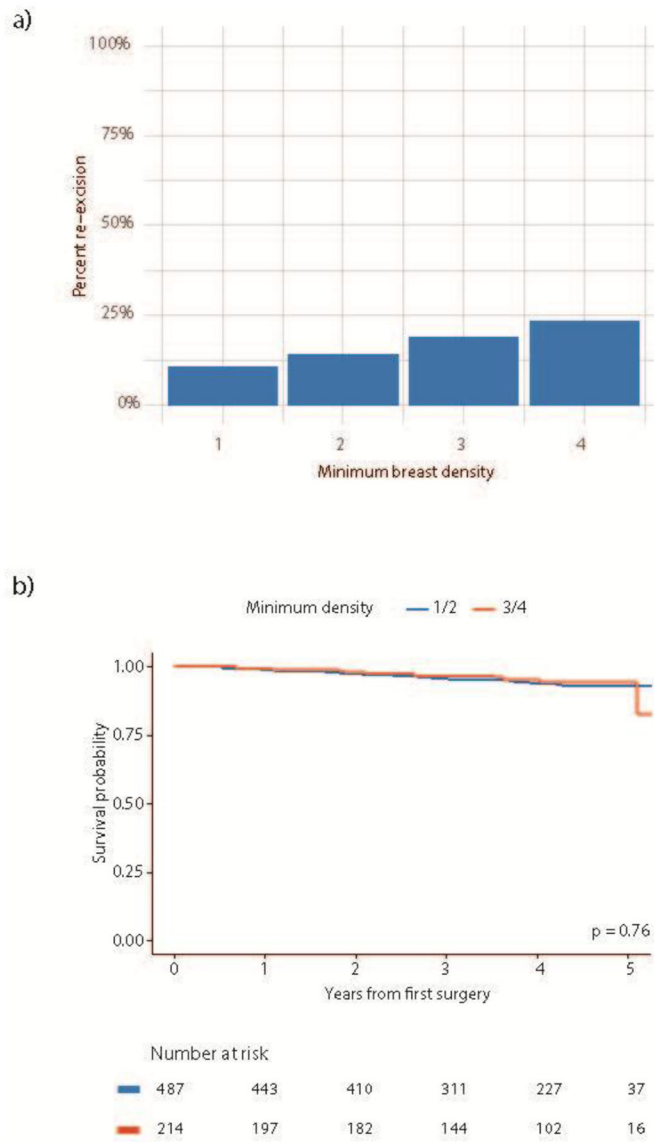 a)
100%
75%
50%
25%
0%
Percent re-excision
1 2 3 4
Minimum breast density
b)
Minimum density 1/2 3/4
1.00
0.75
0.50
0.25
0.00
Survival probability
p = 0.76
0 1 2 3 4 5
Years from first surgery
Number at risk
487 443 410 311 227 37
214 197 182 144 102 16